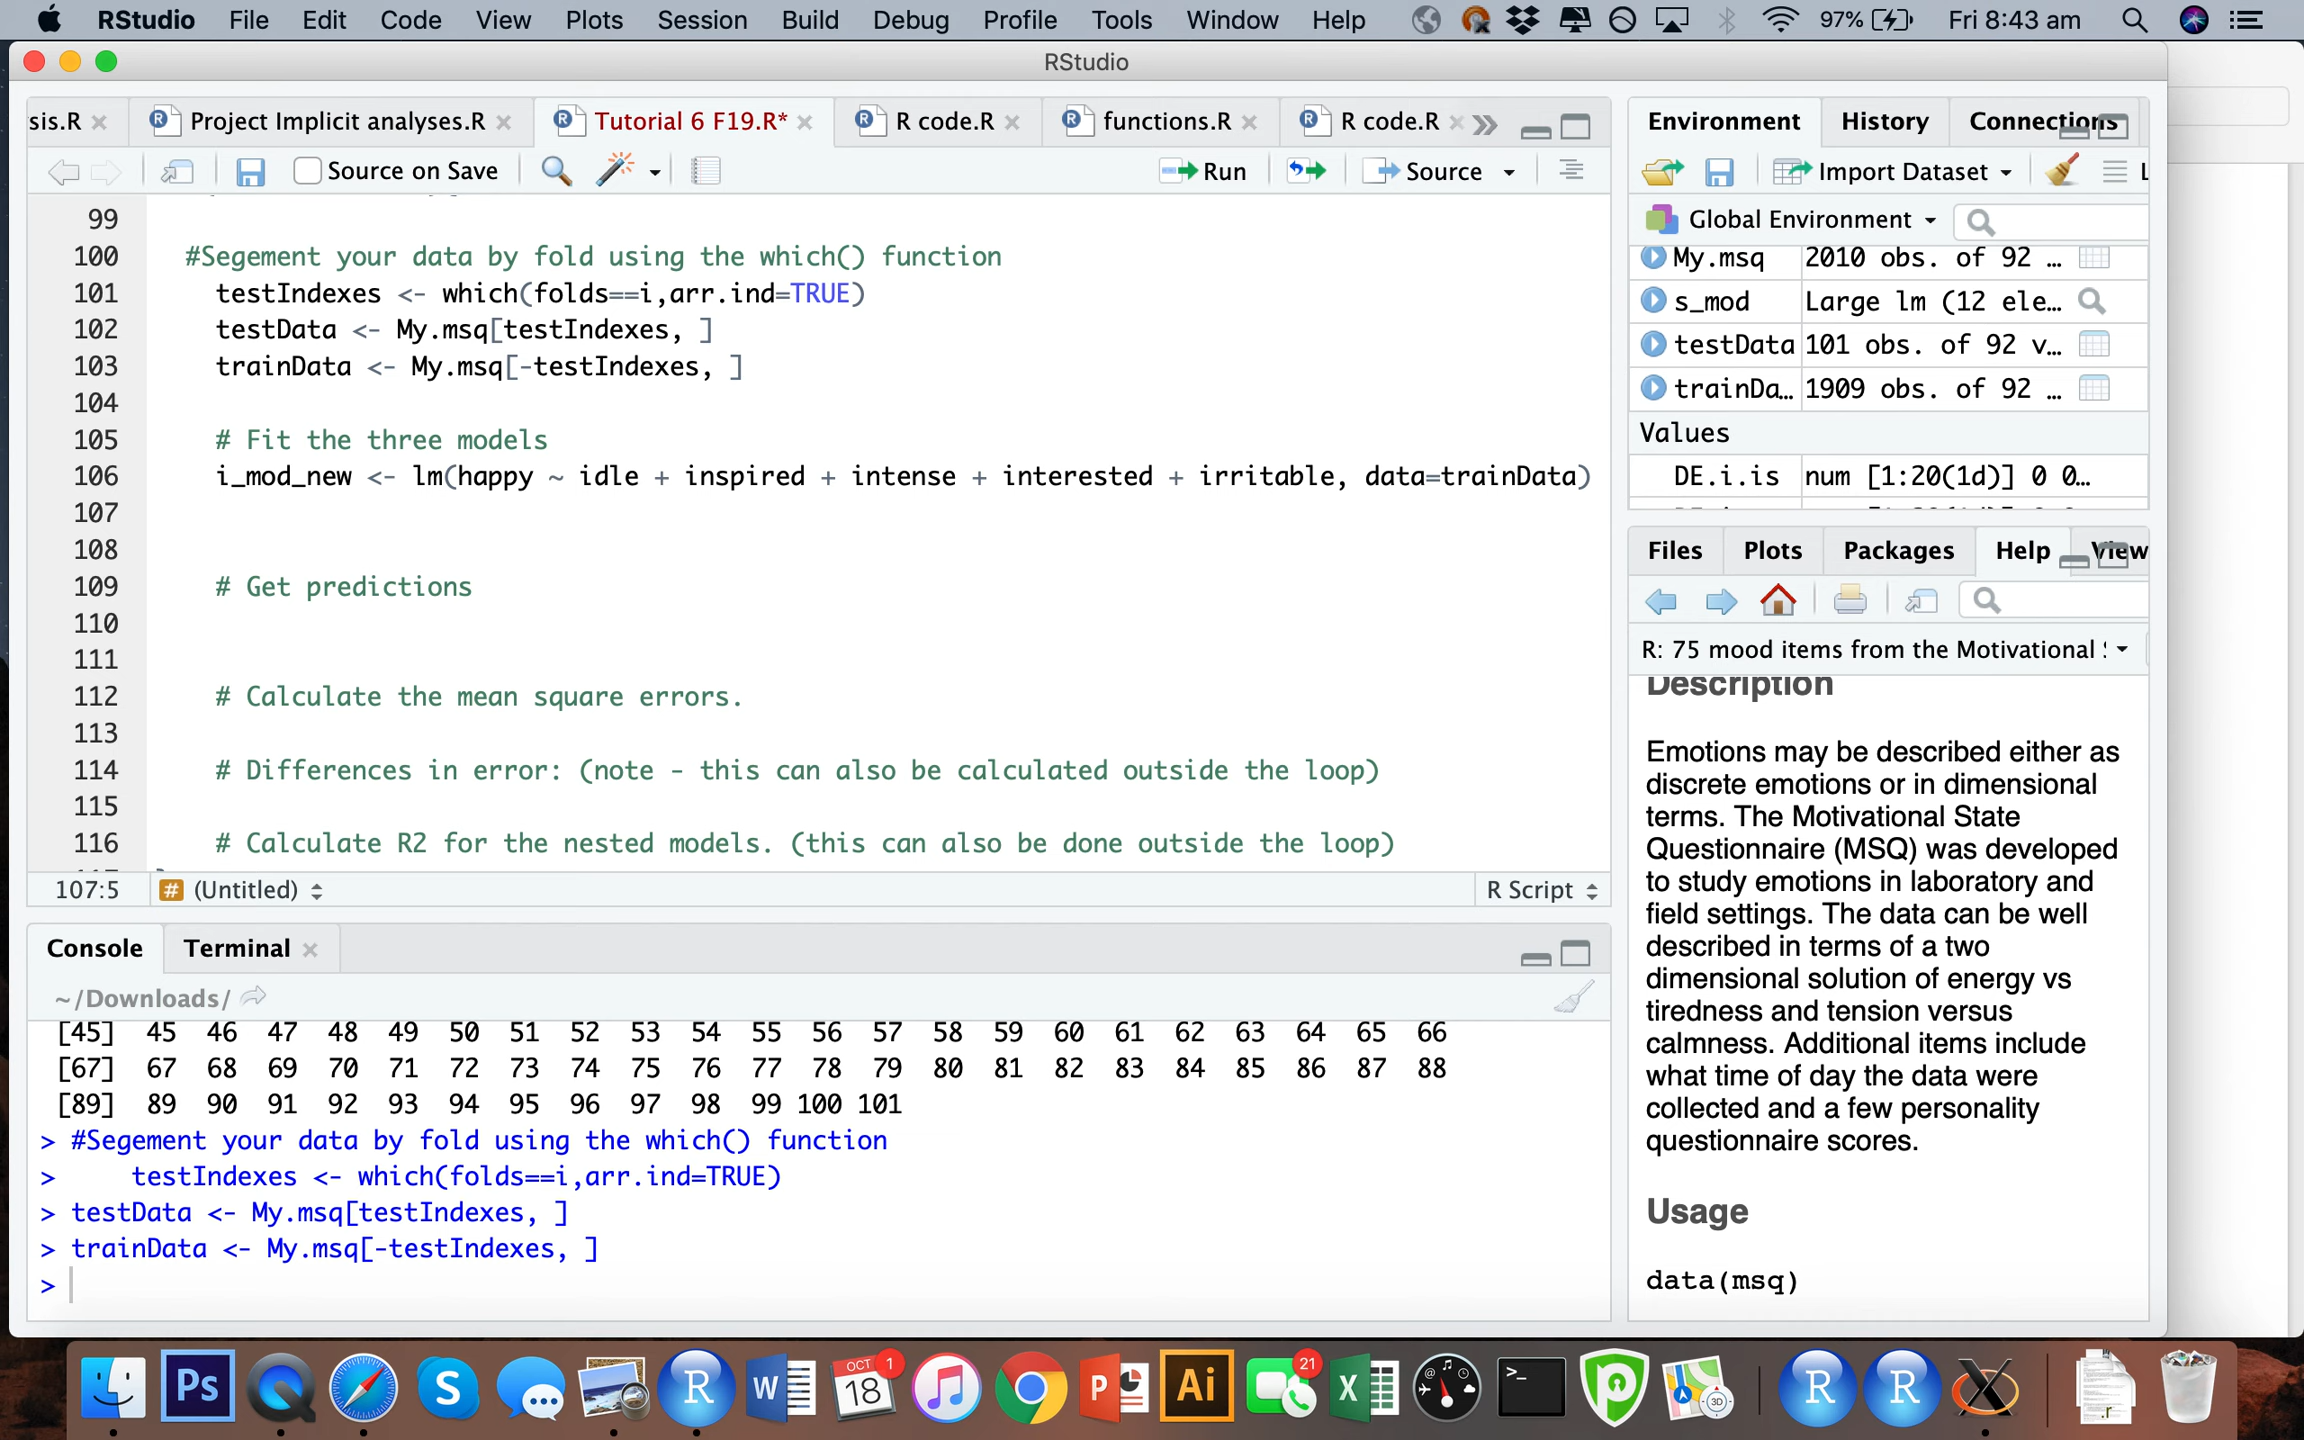 RStudio File Edit Code View Plots Session Build Debug Profile Tools Window Help 97% Fri 8:43 am
RStudio
sis.R Project Implicit analyses.R Tutorial 6 F19.R* R code.R functions.R R code.R
Source on Save Run Source
99
100 #Segement your data by fold using the which() function
101 testIndexes <- which(folds==i,arr.ind=TRUE)
102 testData <- My.msq[testIndexes, ]
103 trainData <- My.msq[-testIndexes, ]
104
105 # Fit the three models
106 i_mod_new <- lm(happy ~ idle + inspired + intense + interested + irritable, data=trainData)
107
108
109 # Get predictions
110
111
112 # Calculate the mean square errors.
113
114 # Differences in error: (note - this can also be calculated outside the loop)
115
116 # Calculate R2 for the nested models. (this can also be done outside the loop)
107:5 # (Untitled) R Script
Console Terminal
~/Downloads/
[45] 45 46 47 48 49 50 51 52 53 54 55 56 57 58 59 60 61 62 63 64 65 66
[67] 67 68 69 70 71 72 73 74 75 76 77 78 79 80 81 82 83 84 85 86 87 88
[89] 89 90 91 92 93 94 95 96 97 98 99 100 101
> #Segement your data by fold using the which() function
> testIndexes <- which(folds==i,arr.ind=TRUE)
> testData <- My.msq[testIndexes, ]
> trainData <- My.msq[-testIndexes, ]
>
Environment History Connections
Import Dataset L
Global Environment
My.msq 2010 obs. of 92 …
s_mod Large lm (12 ele…
testData 101 obs. of 92 v…
trainDa… 1909 obs. of 92 …
Values
DE.i.is num [1:20(1d)] 0 0…
Files Plots Packages Help View
R: 75 mood items from the Motivational
Description
Emotions may be described either as
discrete emotions or in dimensional
terms. The Motivational State
Questionnaire (MSQ) was developed
to study emotions in laboratory and
field settings. The data can be well
described in terms of a two
dimensional solution of energy vs
tiredness and tension versus
calmness. Additional items include
what time of day the data were
collected and a few personality
questionnaire scores.
Usage
data(msq)
Ps S R W OCT 18 1 P Ai 21 X >_ 3D R R X .r